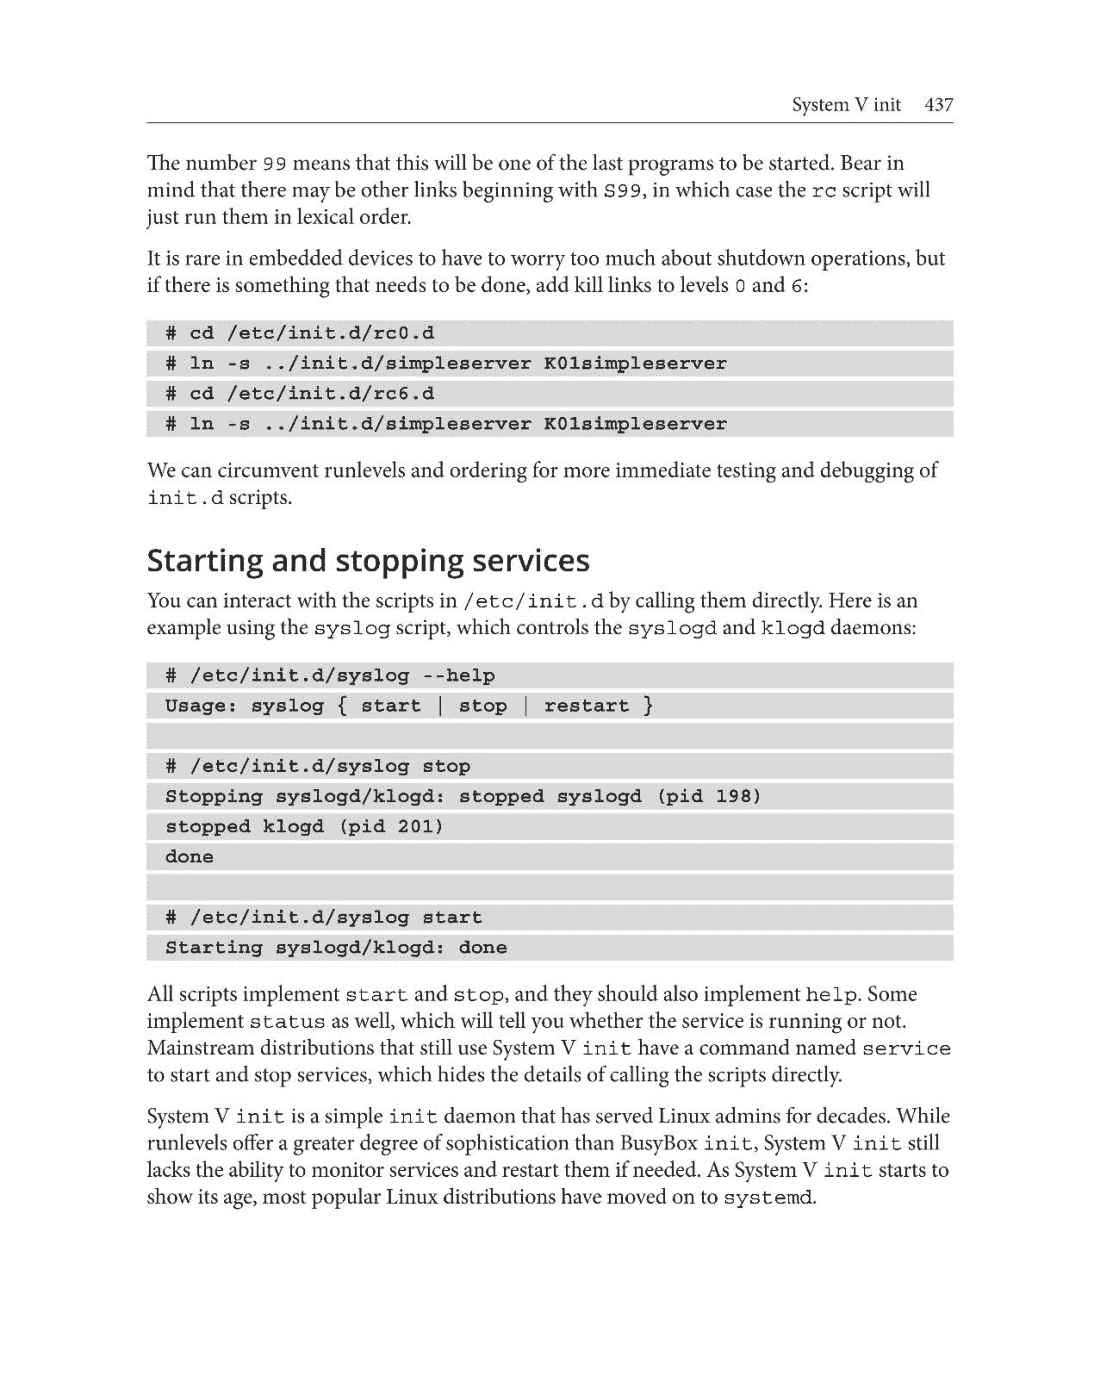 System V init 437
The number 99 means that this will be one of the last programs to be started. Bear in
mind that there may be other links beginning with S99, in which case the rc script will
just run them in lexical order.
It is rare in embedded devices to have to worry too much about shutdown operations, but
if there is something that needs to be done, add kill links to levels 0 and 6:
# cd /etc/init.d/rc0.d
# ln -s ../init.d/simpleserver K01simpleserver
# cd /etc/init.d/rc6.d
# ln -s ../init.d/simpleserver K01simpleserver
We can circumvent runlevels and ordering for more immediate testing and debugging of
init.d scripts.
Starting and stopping services
You can interact with the scripts in /etc/init.d by calling them directly. Here is an
example using the syslog script, which controls the syslogd and klogd daemons:
# /etc/init.d/syslog --help
Usage: syslog { start | stop | restart }
# /etc/init.d/syslog stop
Stopping syslogd/klogd: stopped syslogd (pid 198)
stopped klogd (pid 201)
done
# /etc/init.d/syslog start
Starting syslogd/klogd: done
All scripts implement start and stop, and they should also implement help. Some
implement status as well, which will tell you whether the service is running or not.
Mainstream distributions that still use System V init have a command named service
to start and stop services, which hides the details of calling the scripts directly.
System V init is a simple init daemon that has served Linux admins for decades. While
runlevels offer a greater degree of sophistication than BusyBox init, System V init still
lacks the ability to monitor services and restart them if needed. As System V init starts to
show its age, most popular Linux distributions have moved on to systemd.